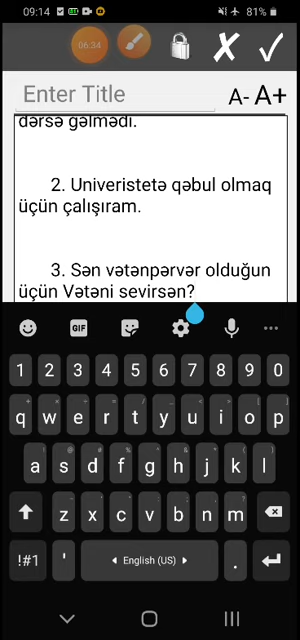 09:14 81%
06:34
Enter Title A- A+
dərsə gəlmədi.
2. Univeristetə qəbul olmaq
üçün çalışıram.
3. Sən vətənpərvər olduğun
üçün Vətəni sevirsən?
GIF
1 2 3 4 5 6 7 8 9 0
q w e r t y u i o p
a s d f g h j k l
z x c v b n m
!#1 ' English (US) .